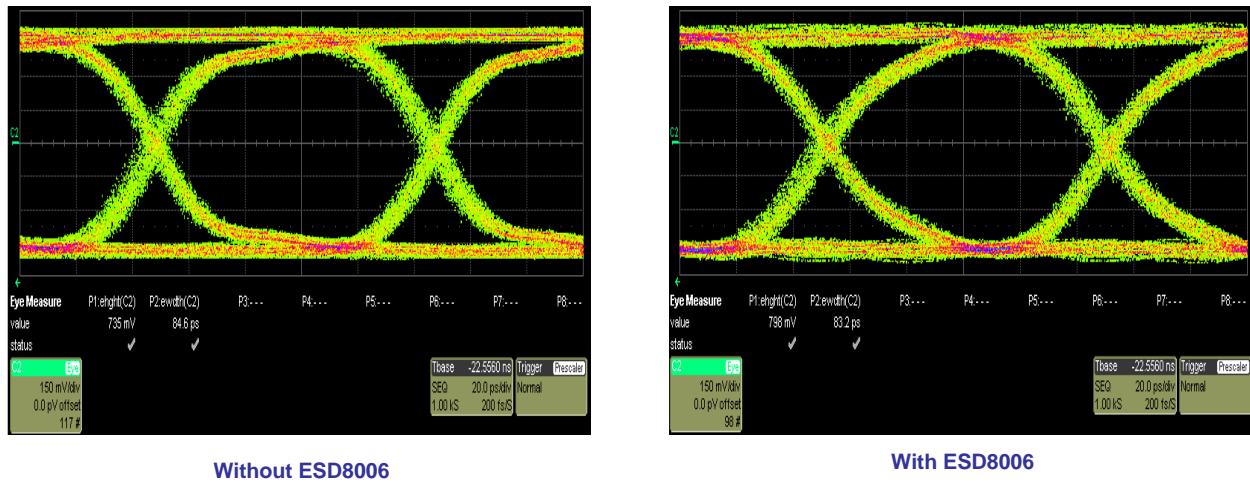 C2
Eye Measure P1:ehght(C2) P2:ewdth(C2) P3:- - - P4:- - - P5:- - - P6:- - - P7:- - - P8:- - -
value 735 mV 84.6 ps
status ✓ ✓
C2 Eye
150 mV/div
0.0 pV offset
117 #
Tbase -22.5560 ns
SEQ 20.0 ps/div
1.00 kS 200 fs/S
Trigger Prescaler
Normal
Without ESD8006
C2
Eye Measure P1:ehght(C2) P2:ewdth(C2) P3:- - - P4:- - - P5:- - - P6:- - - P7:- - - P8:- - -
value 798 mV 83.2 ps
status ✓ ✓
C2 Eye
150 mV/div
0.0 pV offset
98 #
Tbase -22.5560 ns
SEQ 20.0 ps/div
1.00 kS 200 fs/S
Trigger Prescaler
Normal
With ESD8006